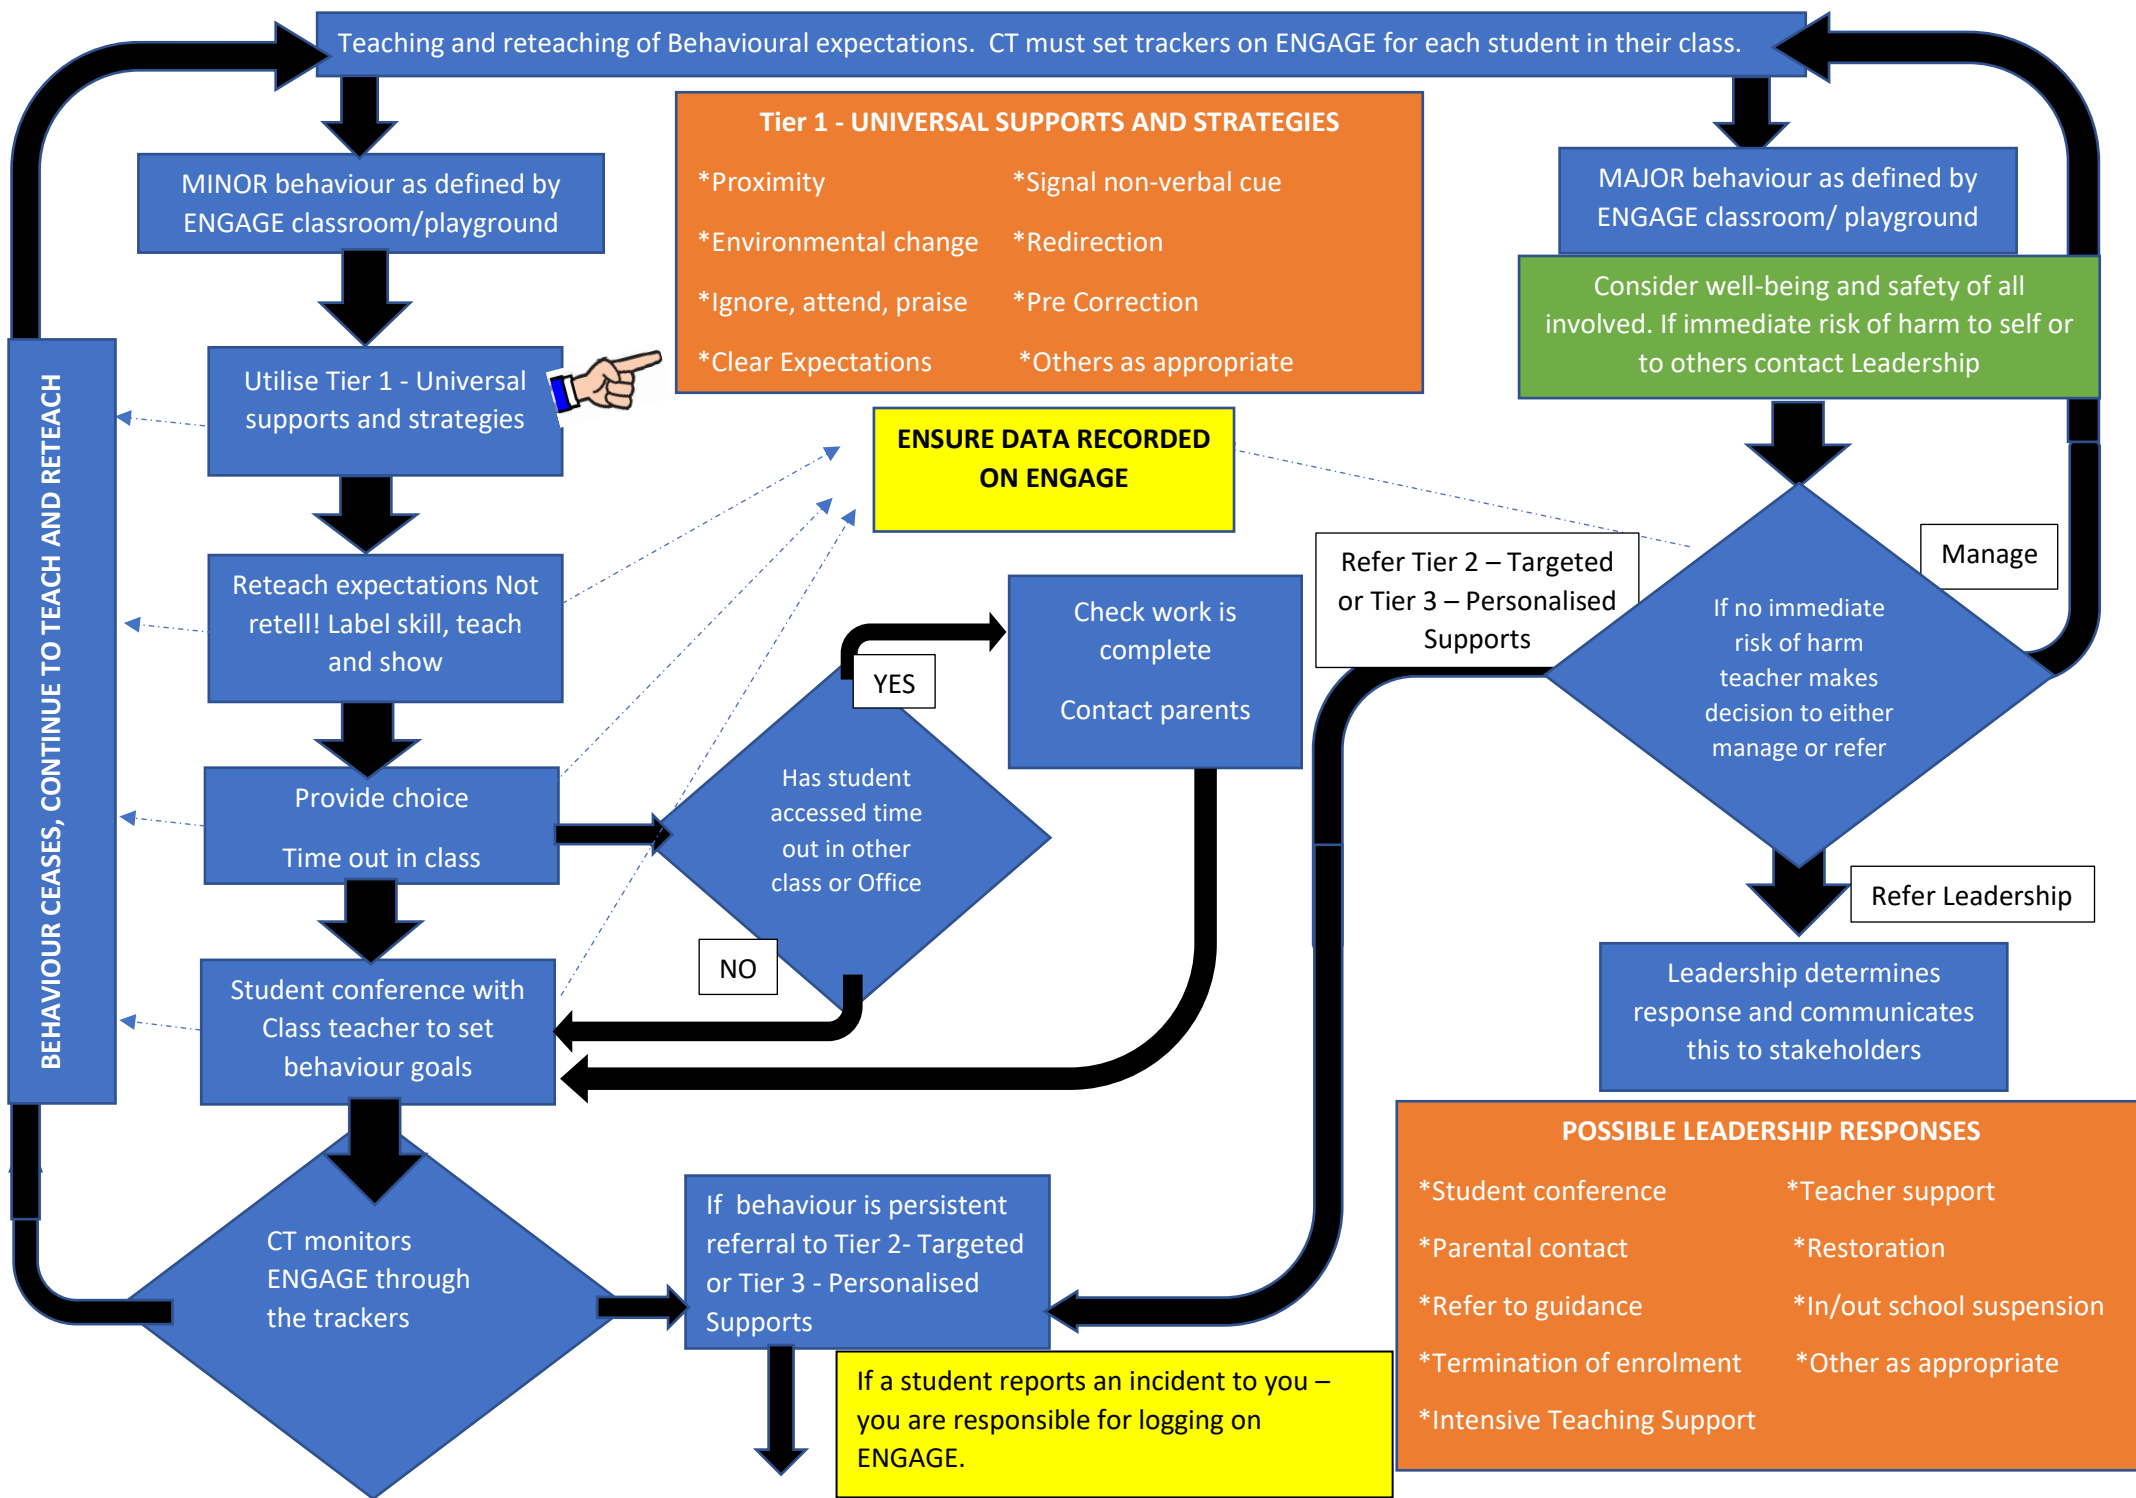 Teaching and reteaching of Behavioural expectations.  CT must set trackers on ENGAGE for each student in their class.
MINOR behaviour as defined by
ENGAGE classroom/playground
Tier 1 - UNIVERSAL SUPPORTS AND STRATEGIES
*Proximity *Signal non-verbal cue
*Environmental change *Redirection
*Ignore, attend, praise *Pre Correction
*Clear Expectations *Others as appropriate
MAJOR behaviour as defined by
ENGAGE classroom/ playground
Consider well-being and safety of all
involved. If immediate risk of harm to self or
to others contact Leadership
BEHAVIOUR CEASES, CONTINUE TO TEACH AND RETEACH
Utilise Tier 1 - Universal
supports and strategies
ENSURE DATA RECORDED
ON ENGAGE
Reteach expectations Not
retell! Label skill, teach
and show
Refer Tier 2 – Targeted
or Tier 3 – Personalised
Supports
Manage
If no immediate
risk of harm
teacher makes
decision to either
manage or refer
Check work is
complete
Contact parents
YES
Provide choice
Time out in class
Has student
accessed time
out in other
class or Office
NO
Refer Leadership
Student conference with
Class teacher to set
behaviour goals
Leadership determines
response and communicates
this to stakeholders
POSSIBLE LEADERSHIP RESPONSES
*Student conference *Teacher support
*Parental contact *Restoration
*Refer to guidance *In/out school suspension
*Termination of enrolment *Other as appropriate
*Intensive Teaching Support
CT monitors
ENGAGE through
the trackers
If  behaviour is persistent
referral to Tier 2- Targeted
or Tier 3 - Personalised
Supports
If a student reports an incident to you –
you are responsible for logging on
ENGAGE.